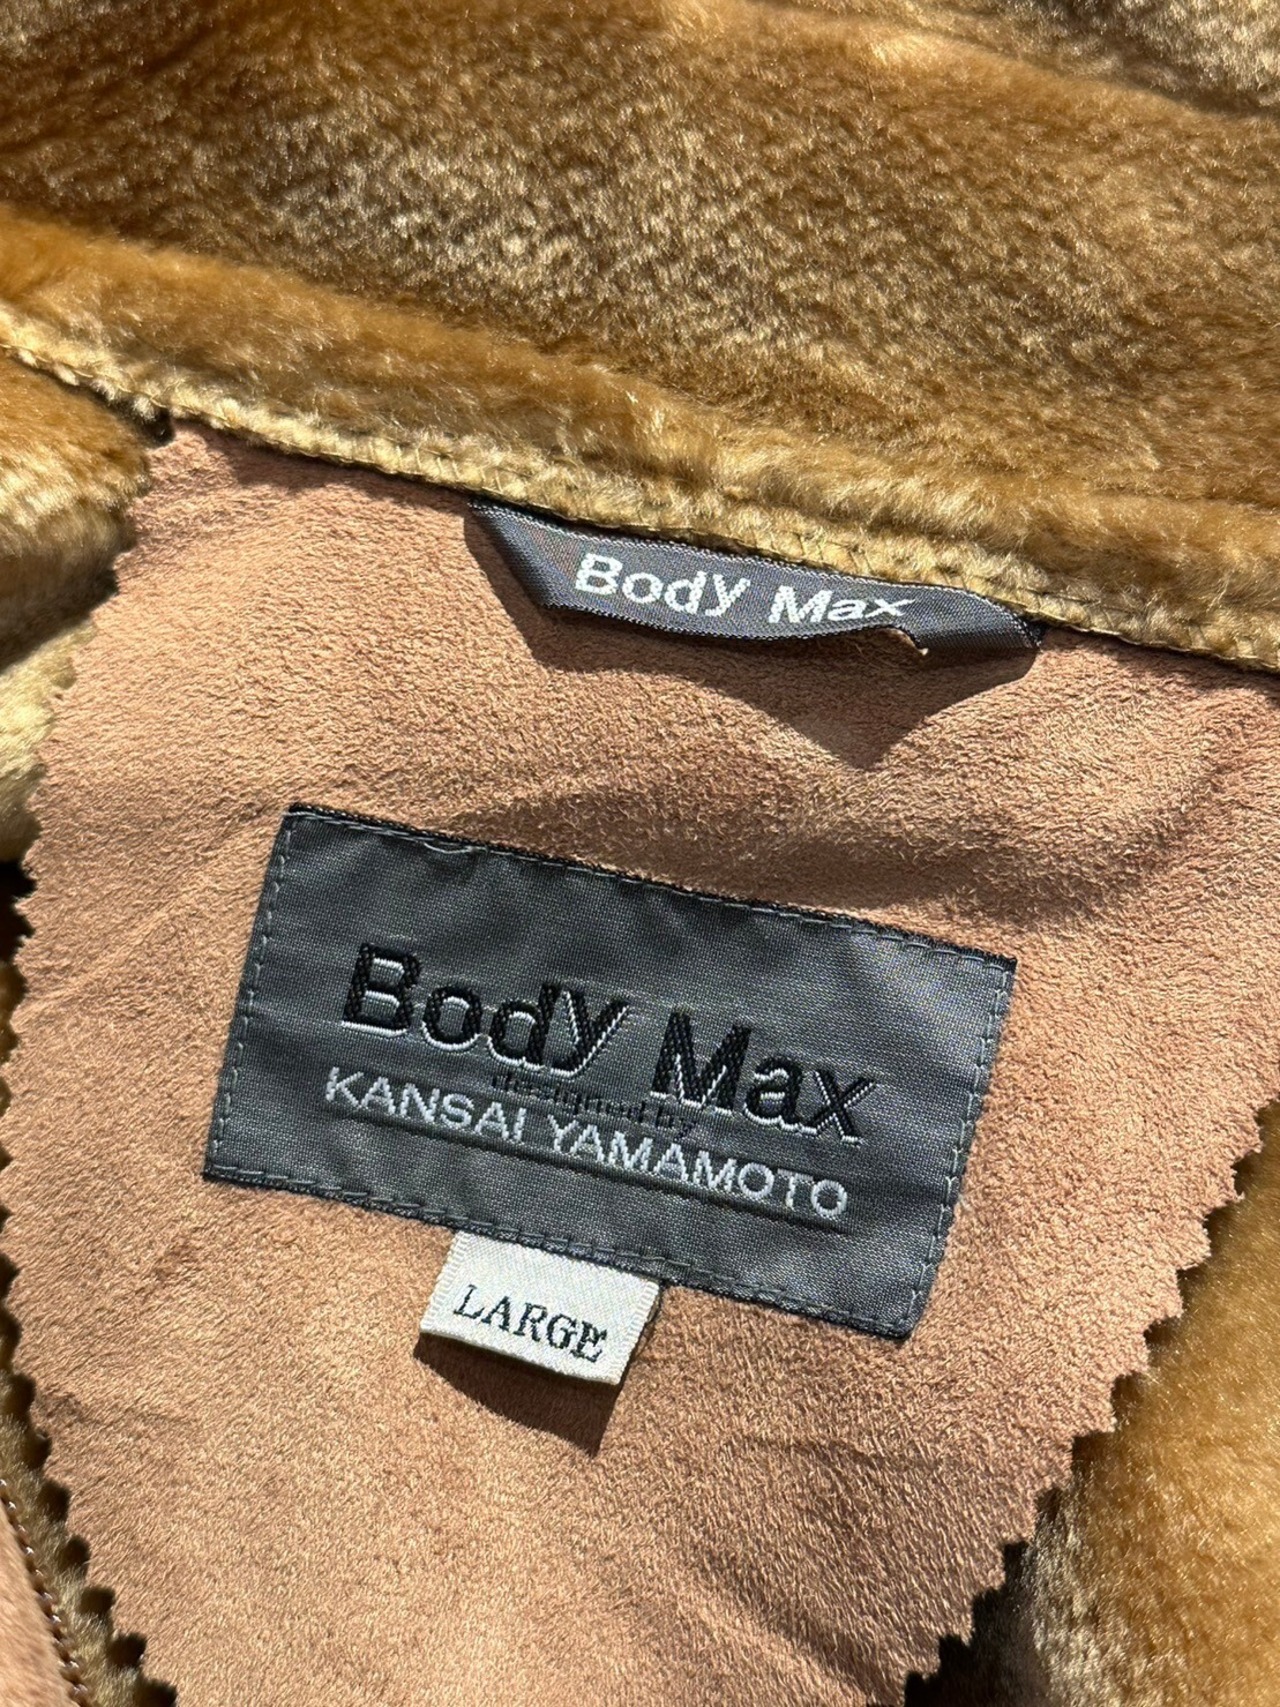 Body Max
Body Max
designed by
KANSAI YAMAMOTO
LARGE